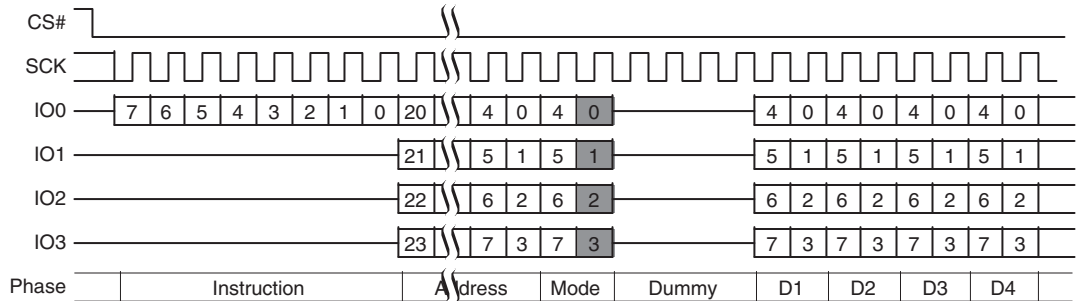 CS#
SCK
IO0 7 6 5 4 3 2 1 0 20 4 0 4 0 4 0 4 0 4 0 4 0
IO1 21 5 1 5 1 5 1 5 1 5 1 5 1
IO2 22 6 2 6 2 6 2 6 2 6 2 6 2
IO3 23 7 3 7 3 7 3 7 3 7 3 7 3
Phase Instruction Address Mode Dummy D1 D2 D3 D4